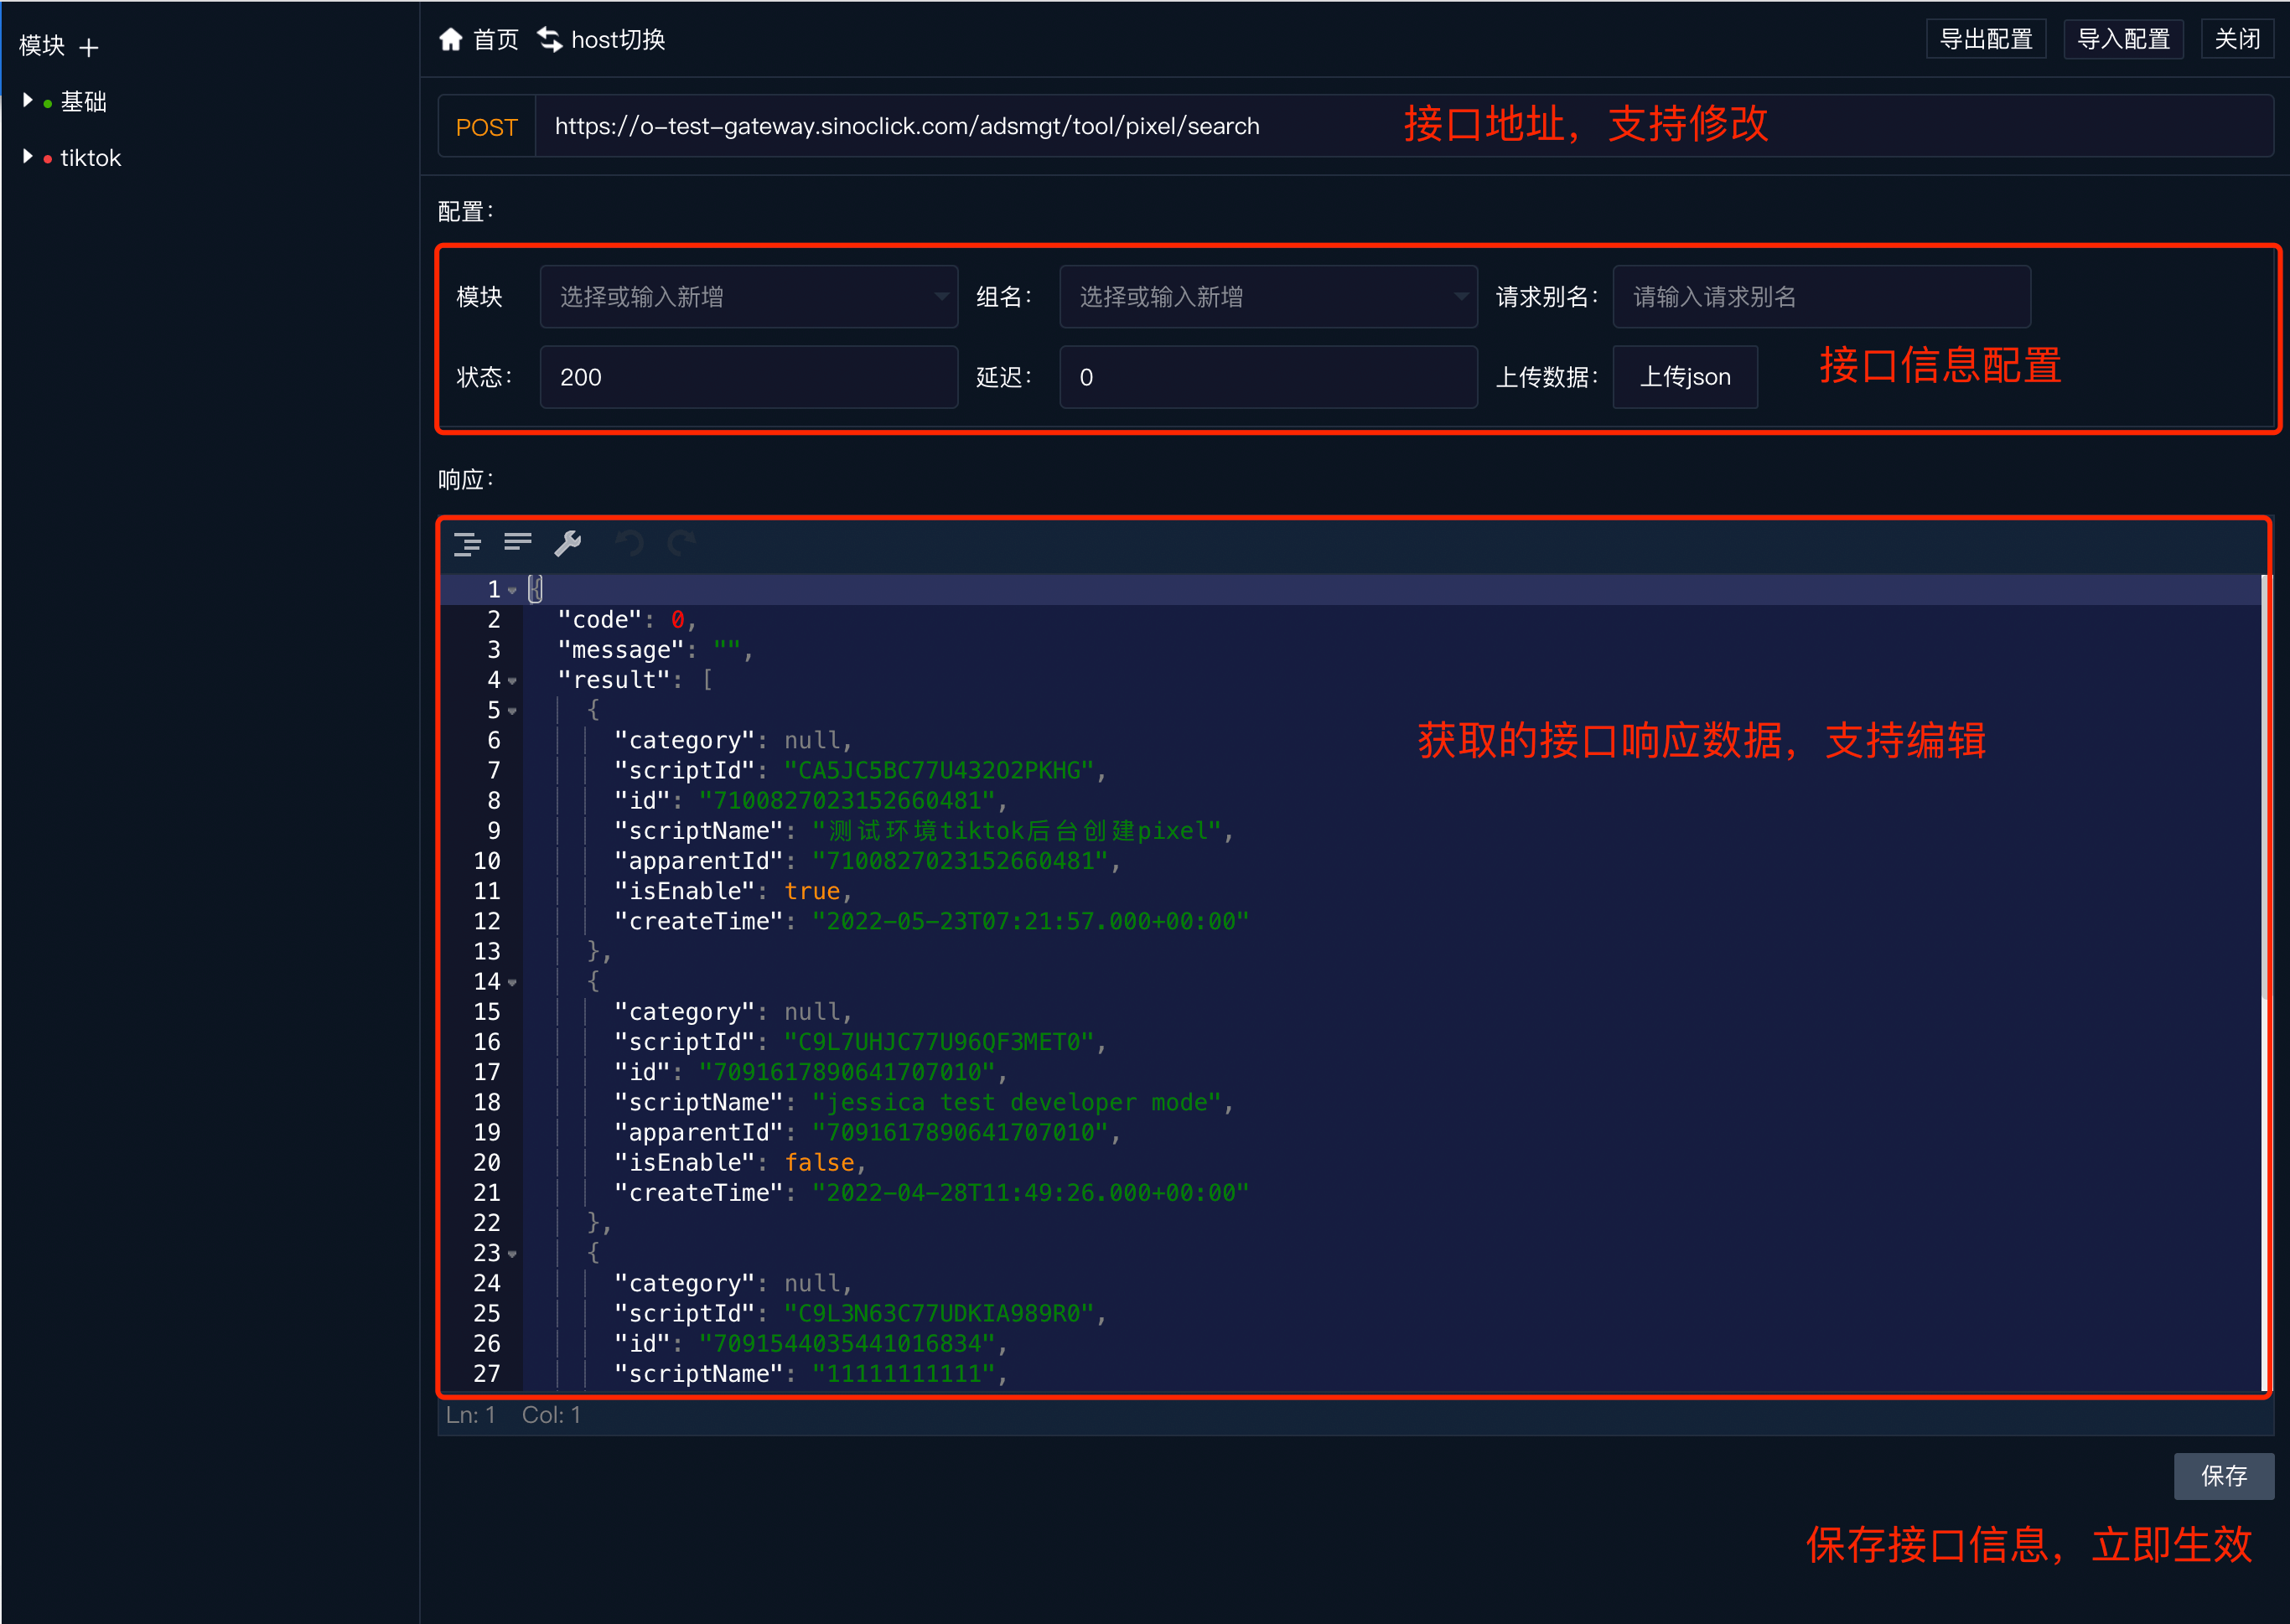 模块 +
基础
tiktok
首页 host切换 导出配置 导入配置 关闭
POST https://o-test-gateway.sinoclick.com/adsmgt/tool/pixel/search 接口地址，支持修改
配置：
模块 选择或输入新增 组名： 选择或输入新增 请求别名： 请输入请求别名
状态： 200 延迟： 0 上传数据： 上传json
接口信息配置
响应：
1 {
2 "code": 0,
3 "message": "",
4 "result": [
5 {
6 "category": null,
获取的接口响应数据，支持编辑
7 "scriptId": "CA5JC5BC77U432O2PKHG",
8 "id": "7100827023152660481",
9 "scriptName": "测试环境tiktok后台创建pixel",
10 "apparentId": "7100827023152660481",
11 "isEnable": true,
12 "createTime": "2022-05-23T07:21:57.000+00:00"
13 },
14 {
15 "category": null,
16 "scriptId": "C9L7UHJC77U96QF3MET0",
17 "id": "7091617890641707010",
18 "scriptName": "jessica test developer mode",
19 "apparentId": "7091617890641707010",
20 "isEnable": false,
21 "createTime": "2022-04-28T11:49:26.000+00:00"
22 },
23 {
24 "category": null,
25 "scriptId": "C9L3N63C77UDKIA989R0",
26 "id": "7091544035441016834",
27 "scriptName": "11111111111",
Ln: 1 Col: 1
保存
保存接口信息，立即生效